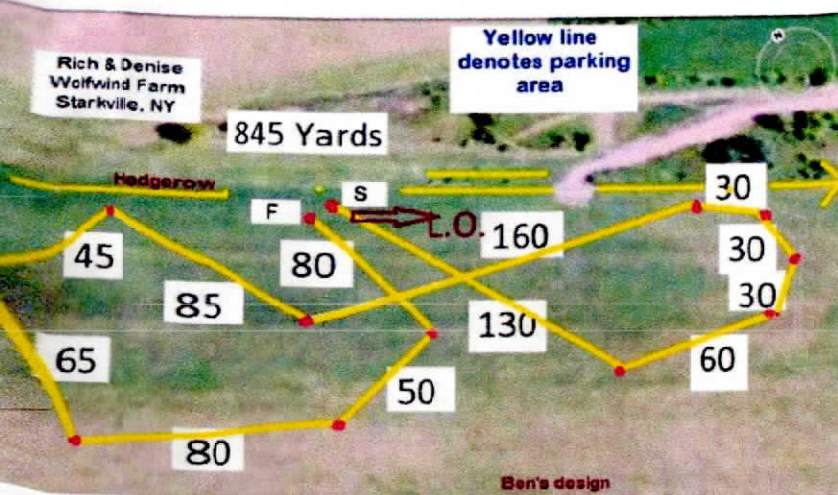 Rich & Denise
Wolfwind Farm
Starkville, NY
Yellow line
denotes parking
area
N
845 Yards
Hedgerow
S
F
L.O.
30
45
80
160
30
85
30
130
65
60
50
80
Ben's design